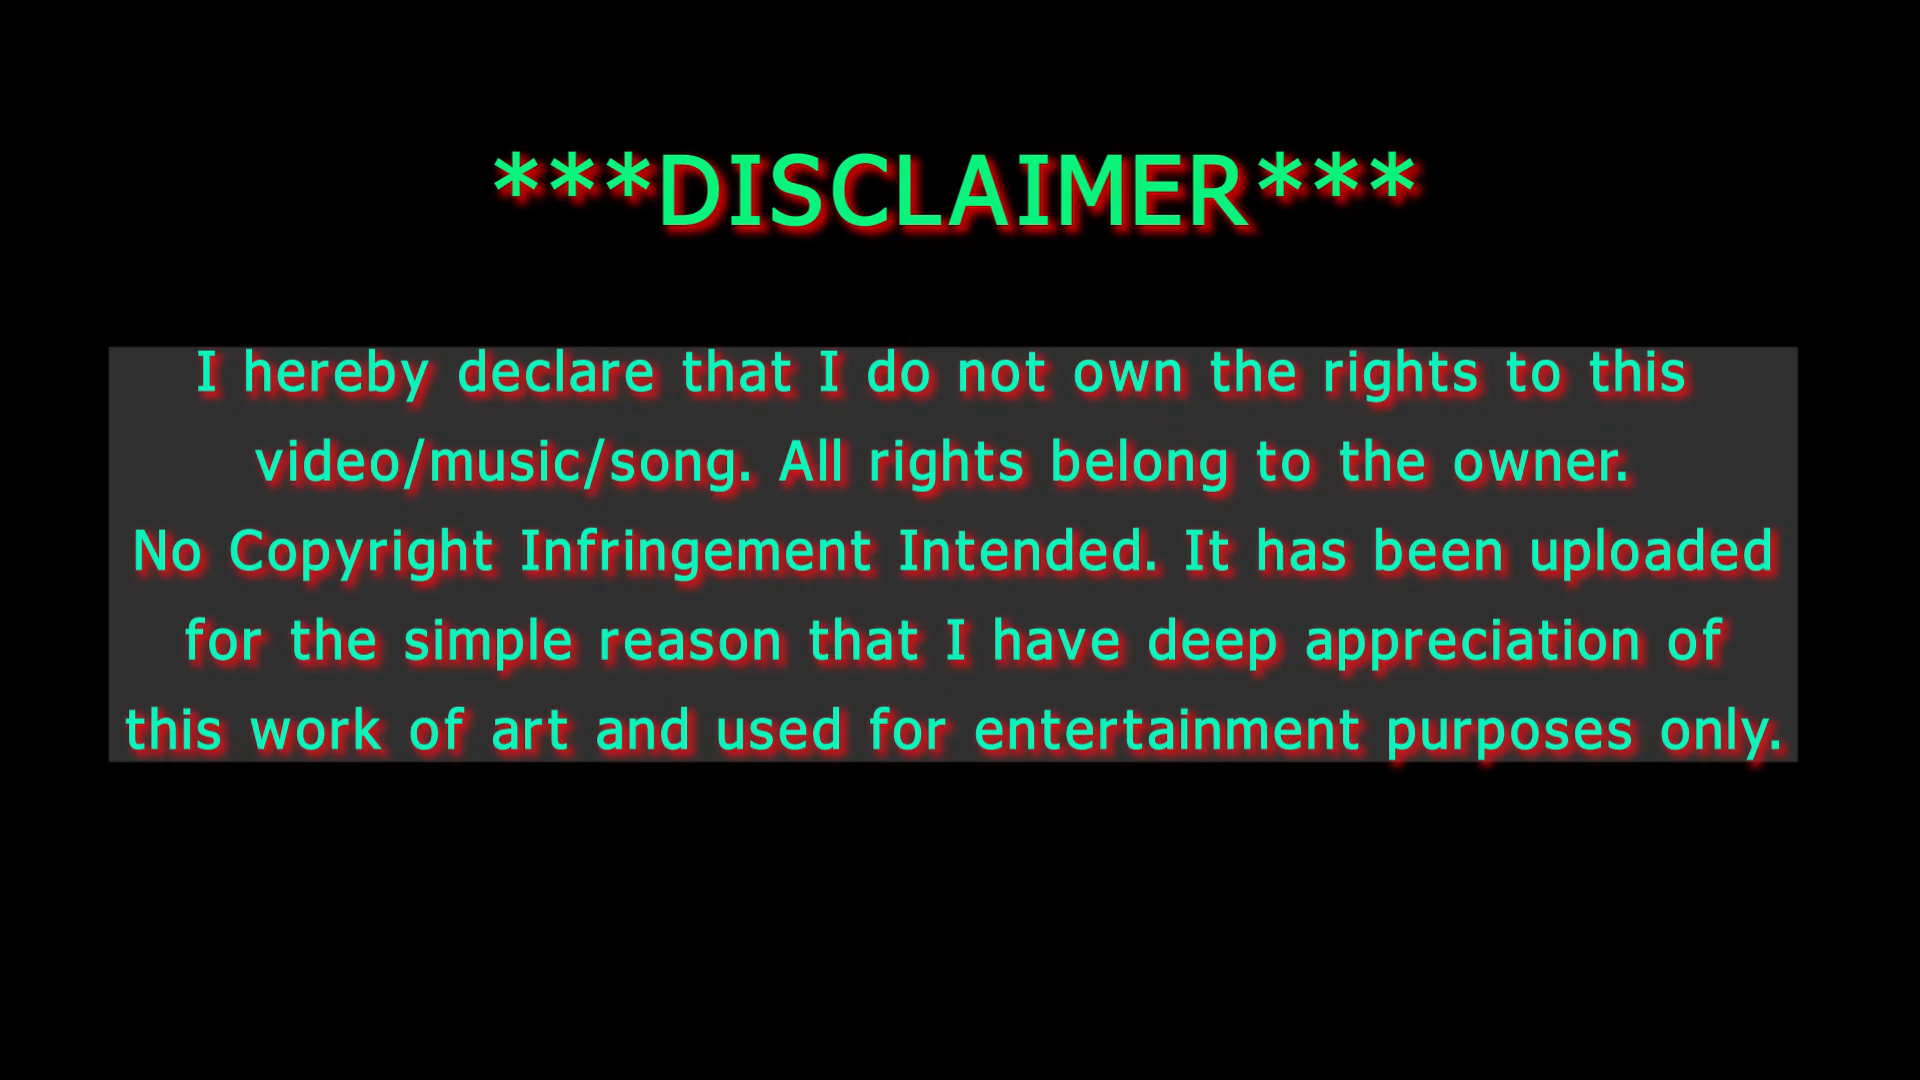 ***DISCLAIMER***
I hereby declare that I do not own the rights to this
video/music/song. All rights belong to the owner.
No Copyright Infringement Intended. It has been uploaded
for the simple reason that I have deep appreciation of
this work of art and used for entertainment purposes only.